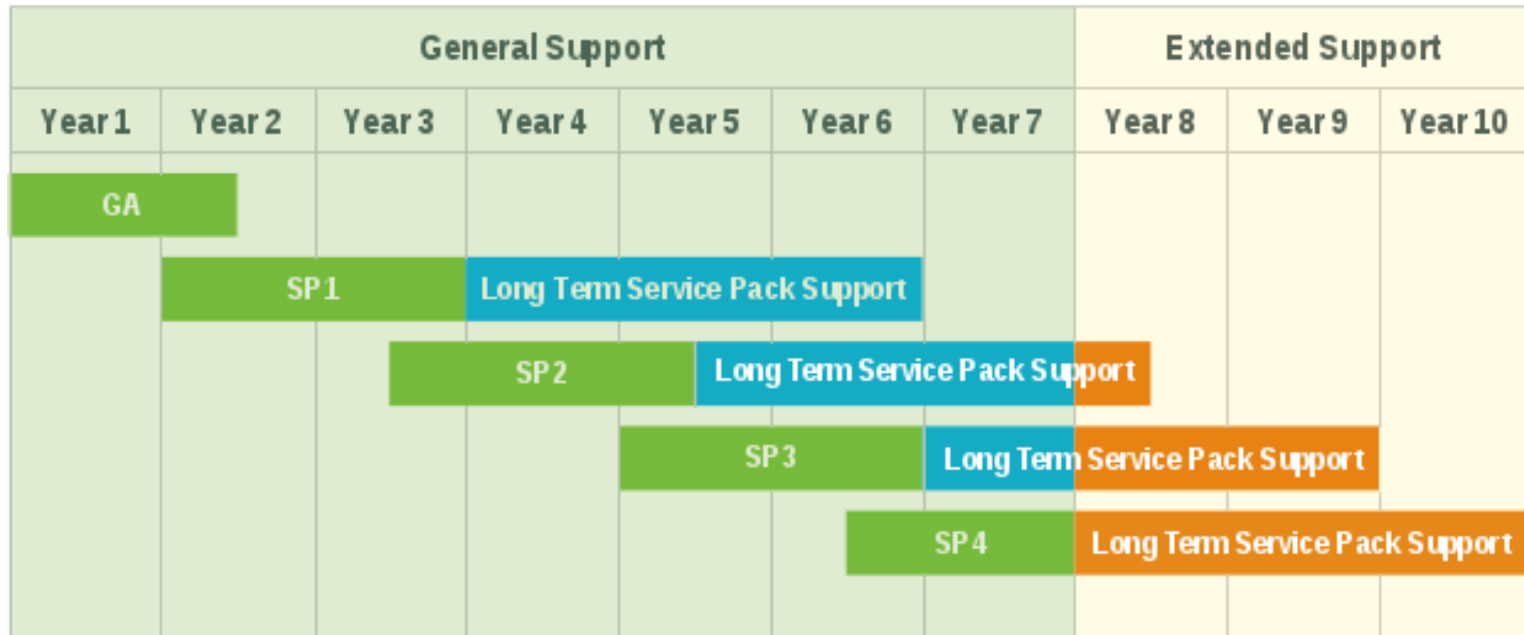 General Support Extended Support
Year 1 Year 2 Year 3 Year 4 Year 5 Year 6 Year 7 Year 8 Year 9 Year 10
GA
SP1 Long Term Service Pack Support
SP2 Long Term Service Pack Support
SP3 Long Term Service Pack Support
SP4 Long Term Service Pack Support